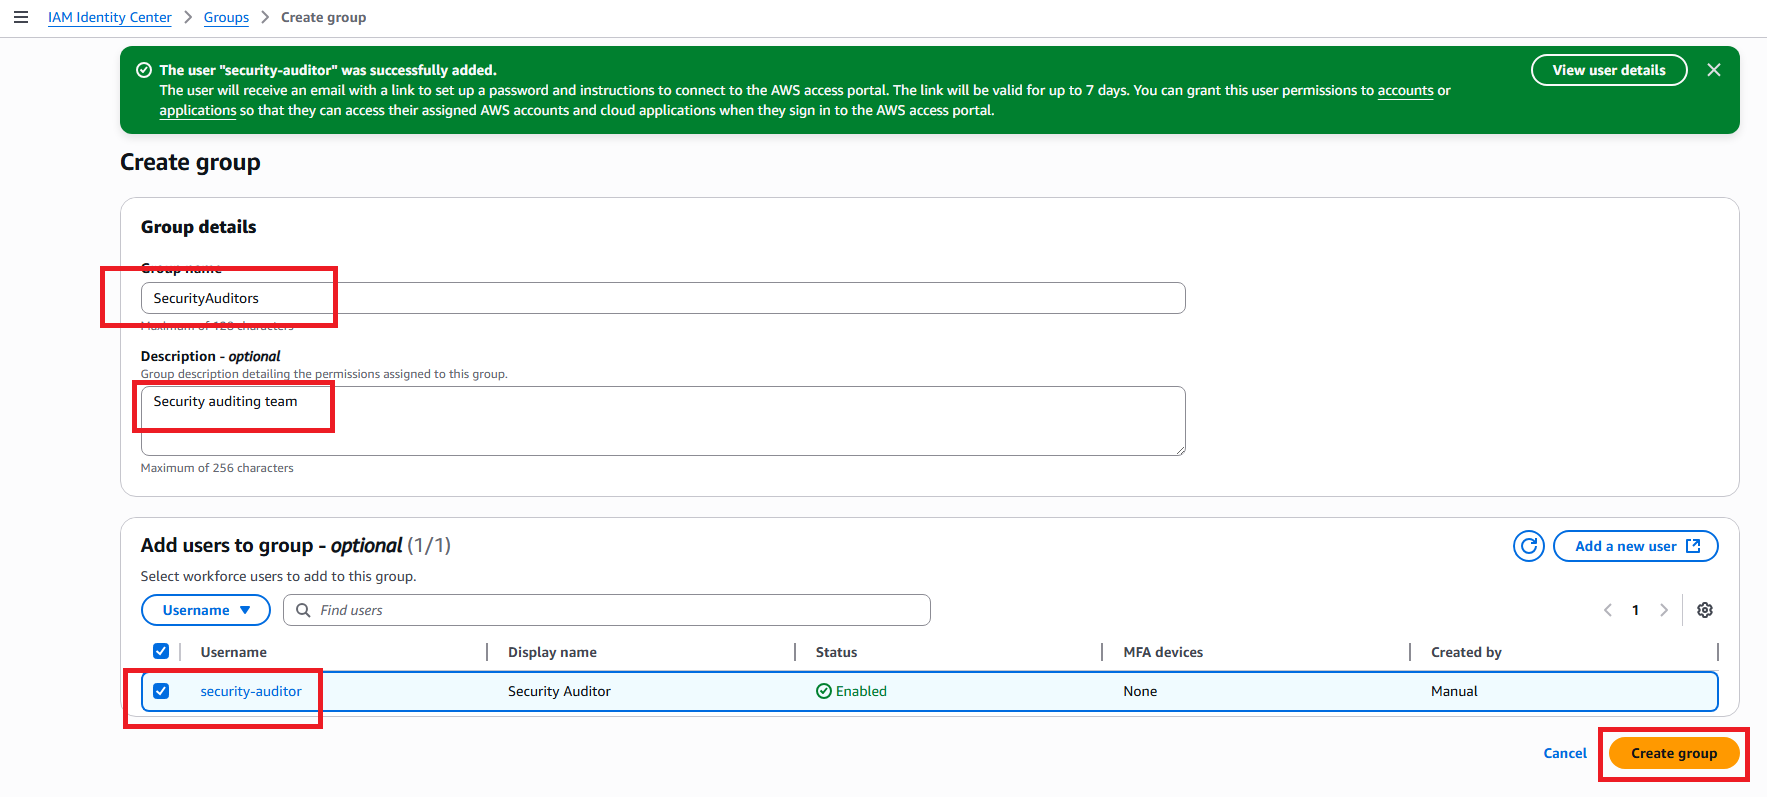 IAM Identity Center > Groups > Create group
The user "security-auditor" was successfully added.
View user details
The user will receive an email with a link to set up a password and instructions to connect to the AWS access portal. The link will be valid for up to 7 days. You can grant this user permissions to accounts or
applications so that they can access their assigned AWS accounts and cloud applications when they sign in to the AWS access portal.
Create group
Group details
Group name
SecurityAuditors
Maximum of 128 characters
Description - optional
Group description detailing the permissions assigned to this group.
Security auditing team
Maximum of 256 characters
Add users to group - optional (1/1)
Add a new user
Select workforce users to add to this group.
Username
Find users
1
Username Display name Status MFA devices Created by
security-auditor Security Auditor Enabled None Manual
Cancel Create group